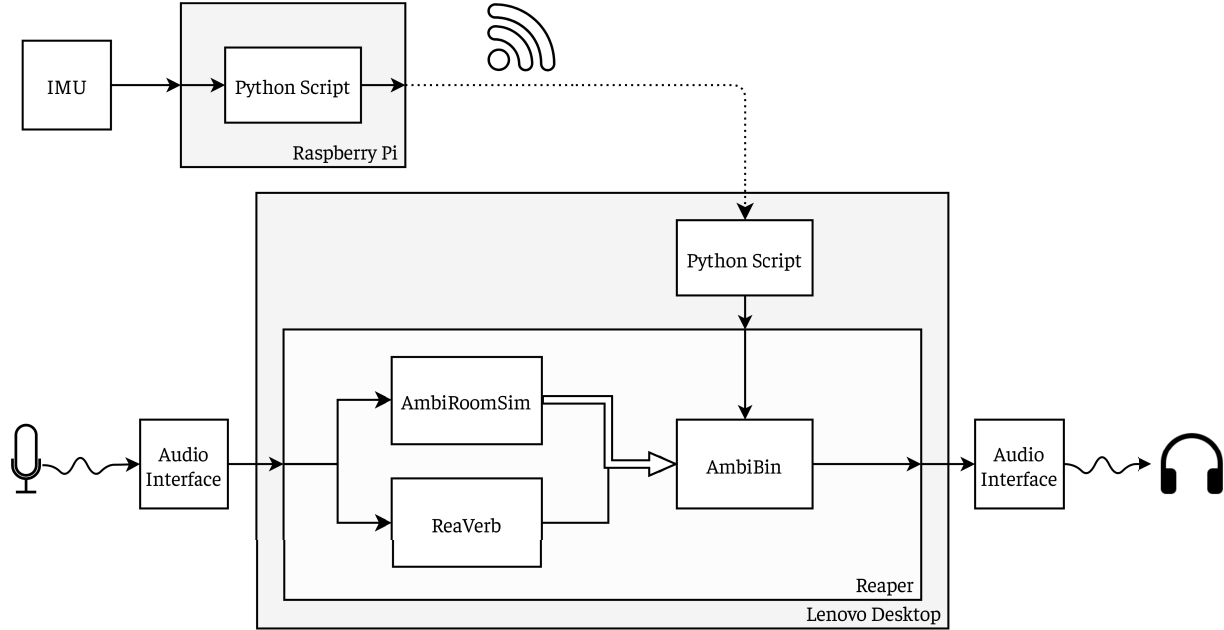 IMU
Python Script
Raspberry Pi
Python Script
AmbiRoomSim
Audio
Interface
AmbiBin
Audio
Interface
ReaVerb
Reaper
Lenovo Desktop